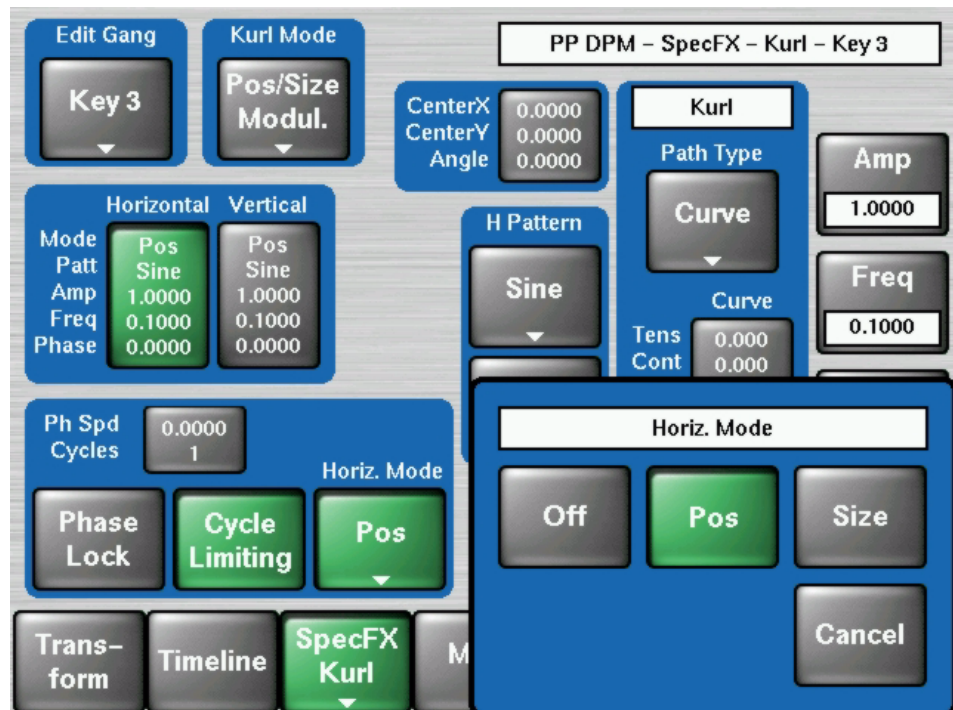 Edit Gang
Key 3
Kurl Mode
Pos/Size
Modul.
PP DPM – SpecFX – Kurl – Key 3
CenterX 0.0000
CenterY 0.0000
Angle 0.0000
Kurl
Path Type
Curve
Curve
Tens 0.000
Cont 0.000
Amp
1.0000
Freq
0.1000
Horizontal Vertical
Mode Pos Pos
Patt Sine Sine
Amp 1.0000 1.0000
Freq 0.1000 0.1000
Phase 0.0000 0.0000
H Pattern
Sine
Ph Spd 0.0000
Cycles 1
Horiz. Mode
Phase
Lock
Cycle
Limiting
Pos
Horiz. Mode
Off
Pos
Size
Cancel
Trans–
form
Timeline
SpecFX
Kurl